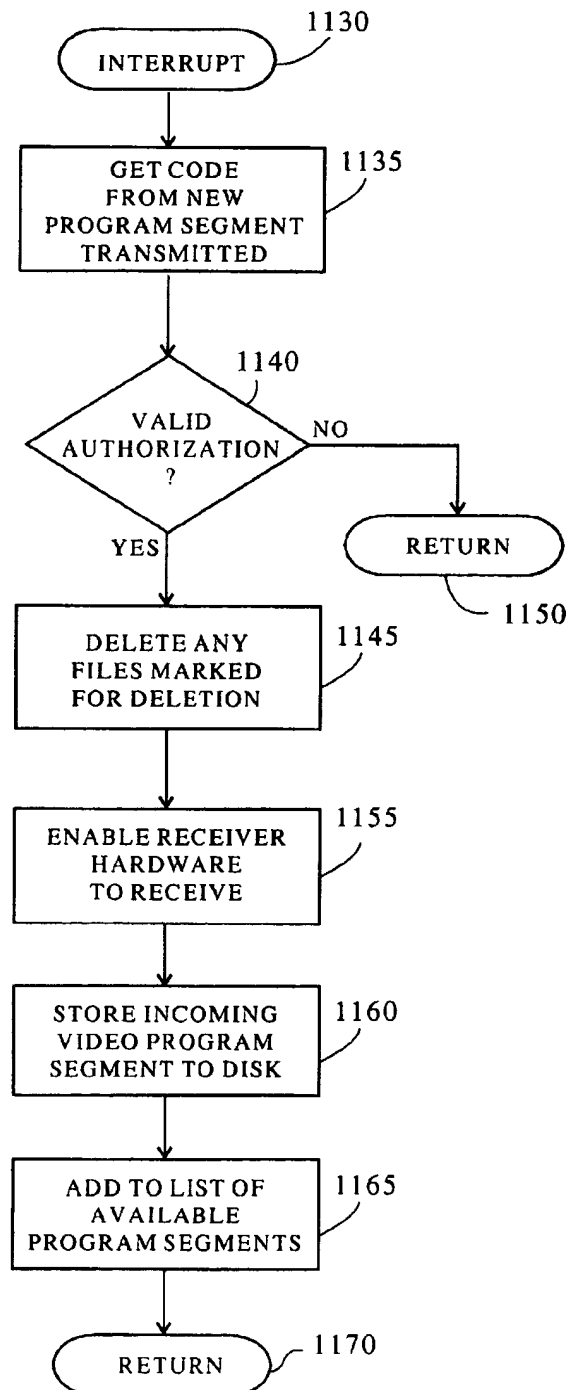 1130
INTERRUPT
1135
GET CODE
FROM NEW
PROGRAM SEGMENT
TRANSMITTED
1140
VALID
AUTHORIZATION
?
NO
YES
RETURN
1150
1145
DELETE ANY
FILES MARKED
FOR DELETION
1155
ENABLE RECEIVER
HARDWARE
TO RECEIVE
1160
STORE INCOMING
VIDEO PROGRAM
SEGMENT TO DISK
1165
ADD TO LIST OF
AVAILABLE
PROGRAM SEGMENTS
1170
RETURN